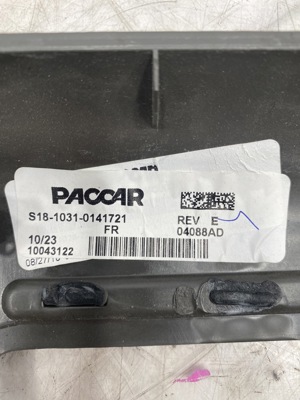 PACCAR
S18-1031-0141721
FR
REV E
04088AD
10/23
10043122